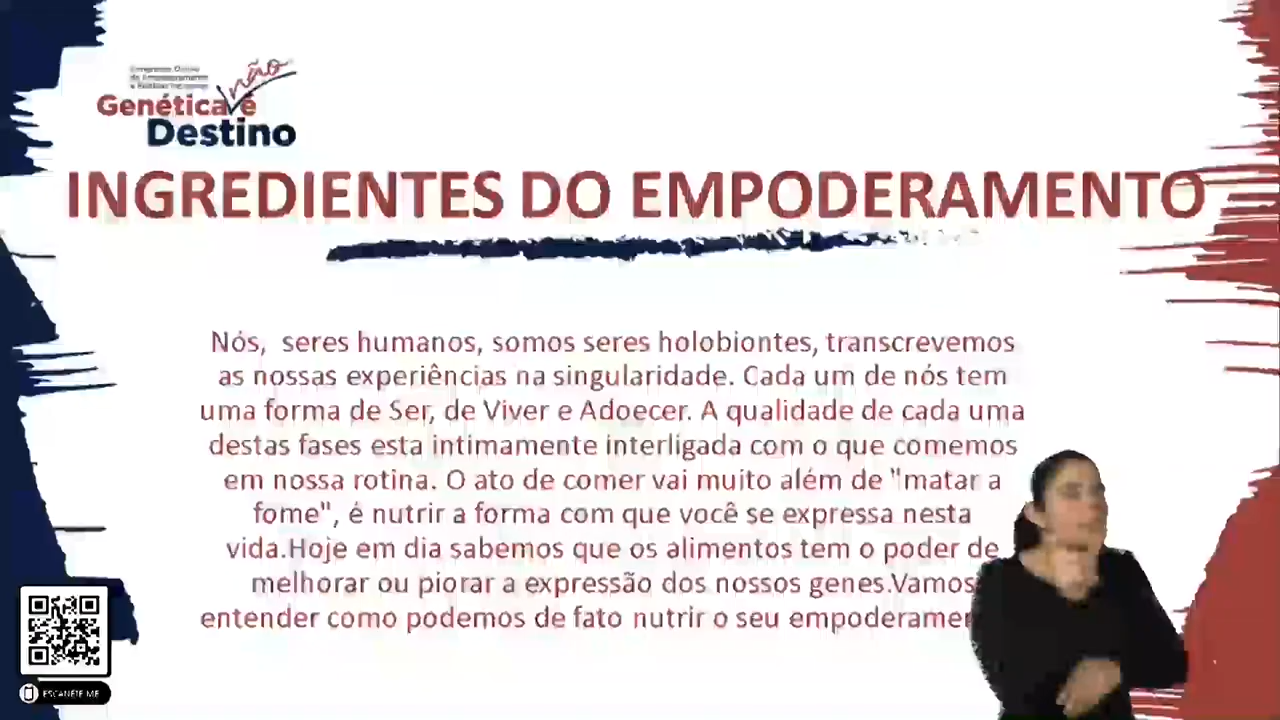 não
Genética é
Destino
INGREDIENTES DO EMPODERAMENTO
Nós, seres humanos, somos seres holobiontes, transcrevemos
as nossas experiências na singularidade. Cada um de nós tem
uma forma de Ser, de Viver e Adoecer. A qualidade de cada uma
destas fases esta intimamente interligada com o que comemos
em nossa rotina. O ato de comer vai muito além de "matar a
fome", é nutrir a forma com que você se expressa nesta
vida.Hoje em dia sabemos que os alimentos tem o poder de
melhorar ou piorar a expressão dos nossos genes.Vamos
entender como podemos de fato nutrir o seu
ESCANEIE ME